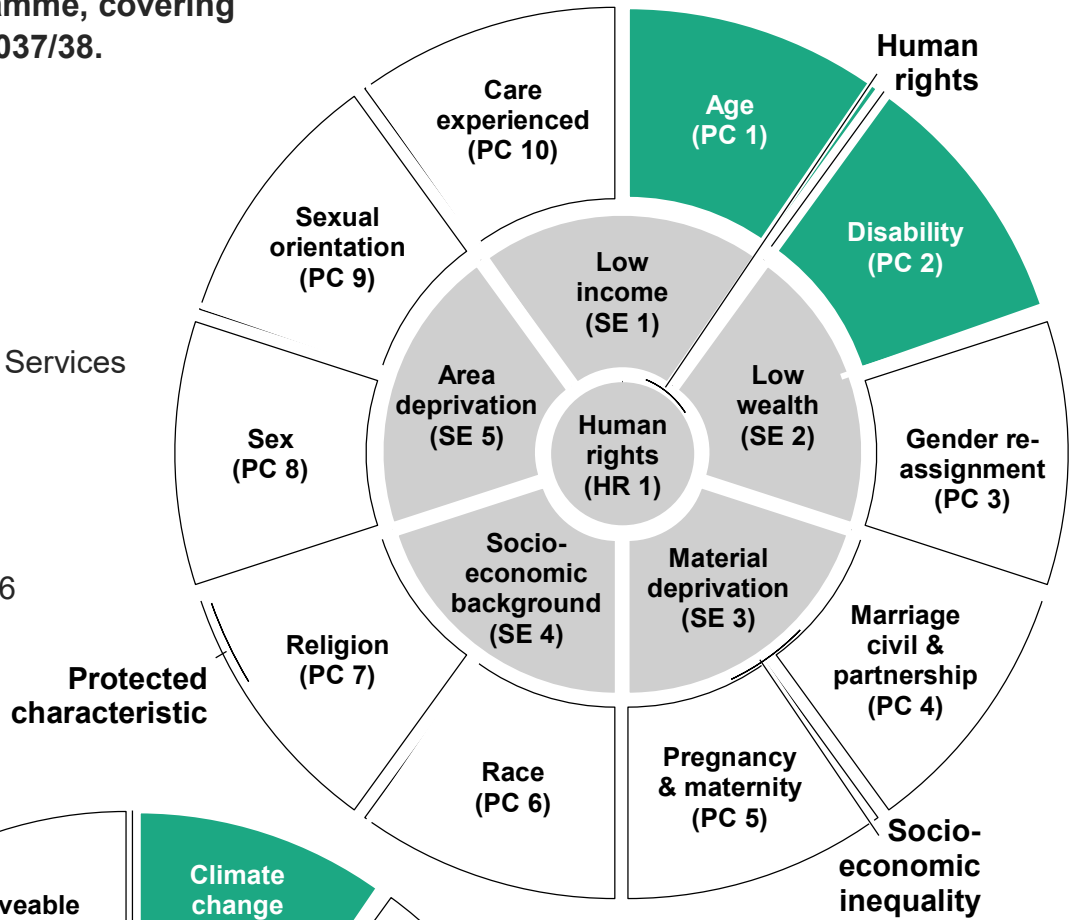 amme, covering
037/38.
Human
rights
Care
experienced
(PC 10)
Age
(PC 1)
Sexual
orientation
(PC 9)
Disability
(PC 2)
Low
income
(SE 1)
Services
Area
deprivation
(SE 5)
Low
wealth
(SE 2)
Sex
(PC 8)
Human
rights
(HR 1)
Gender re-
assignment
(PC 3)
Socio-
economic
background
(SE 4)
Material
deprivation
(SE 3)
6
Religion
(PC 7)
Marriage
civil &
partnership
(PC 4)
Protected
characteristic
Race
(PC 6)
Pregnancy
& maternity
(PC 5)
Socio-
economic
inequality
Climate
change
veable